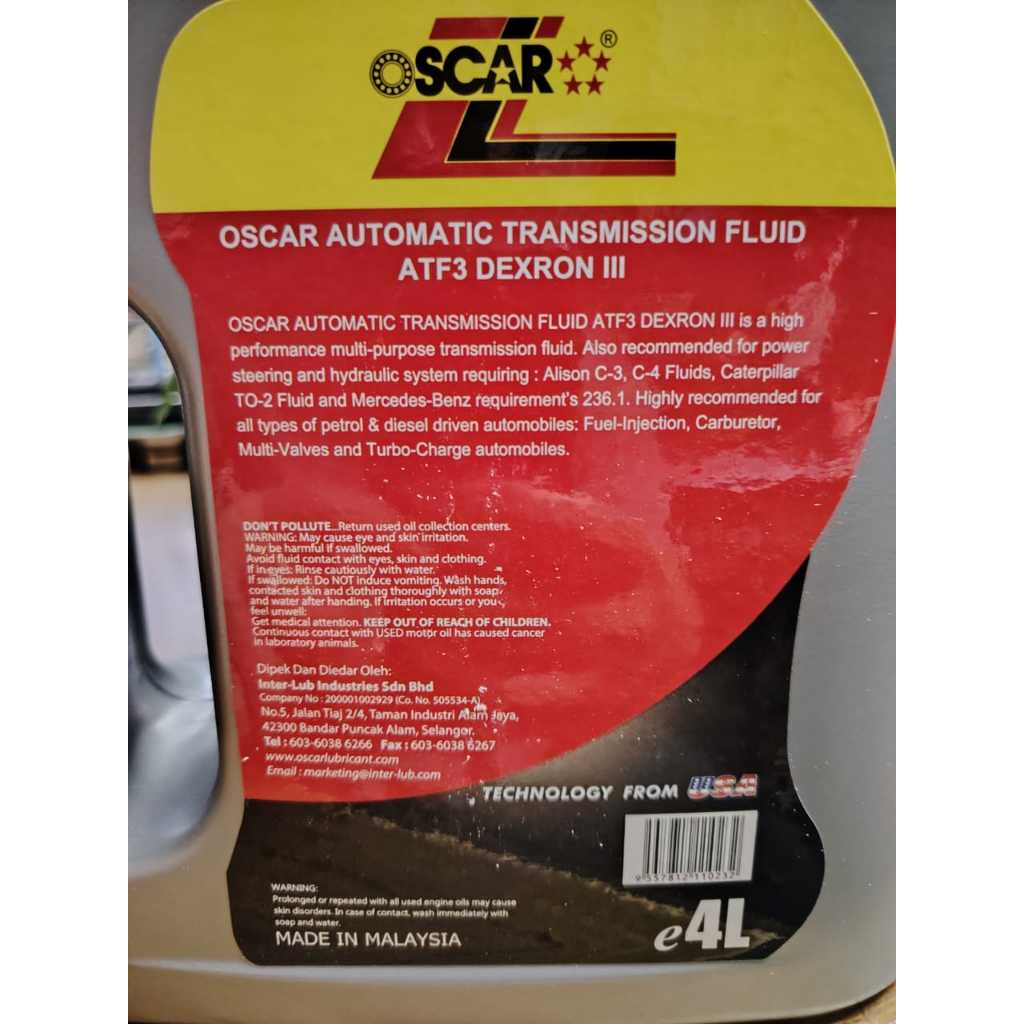 OSCAR ®
OSCAR AUTOMATIC TRANSMISSION FLUID
ATF3 DEXRON III
OSCAR AUTOMATIC TRANSMISSION FLUID ATF3 DEXRON III is a high
performance multi-purpose transmission fluid. Also recommended for power
steering and hydraulic system requiring : Alison C-3, C-4 Fluids, Caterpillar
TO-2 Fluid and Mercedes-Benz requirement's 236.1. Highly recommended for
all types of petrol & diesel driven automobiles: Fuel-Injection, Carburetor,
Multi-Valves and Turbo-Charge automobiles.
DON'T POLLUTE...Return used oil collection centers.
WARNING: May cause eye and skin irritation.
May be harmful if swallowed.
Avoid fluid contact with eyes, skin and clothing.
If in eyes: Rinse cautiously with water.
If swallowed: Do NOT induce vomiting. Wash hands,
contacted skin and clothing thoroughly with soap
and water after handing. If irritation occurs or you
feel unwell:
Get medical attention. KEEP OUT OF REACH OF CHILDREN.
Continuous contact with USED motor oil has caused cancer
in laboratory animals.
Dipek Dan Diedar Oleh:
Inter-Lub Industries Sdn Bhd
Company No : 200001002929 (Co. No. 505534-A)
No.5, Jalan Tiaj 2/4, Taman Industri Alam Jaya,
42300 Bandar Puncak Alam, Selangor.
Tel : 603-6038 6266 Fax : 603-6038 6267
www.oscarlubricant.com
Email : marketing@inter-lub.com
TECHNOLOGY FROM USA
9 557812 110232
WARNING:
Prolonged or repeated with all used engine oils may cause
skin disorders. In case of contact, wash immediately with
soap and water.
MADE IN MALAYSIA
e4L